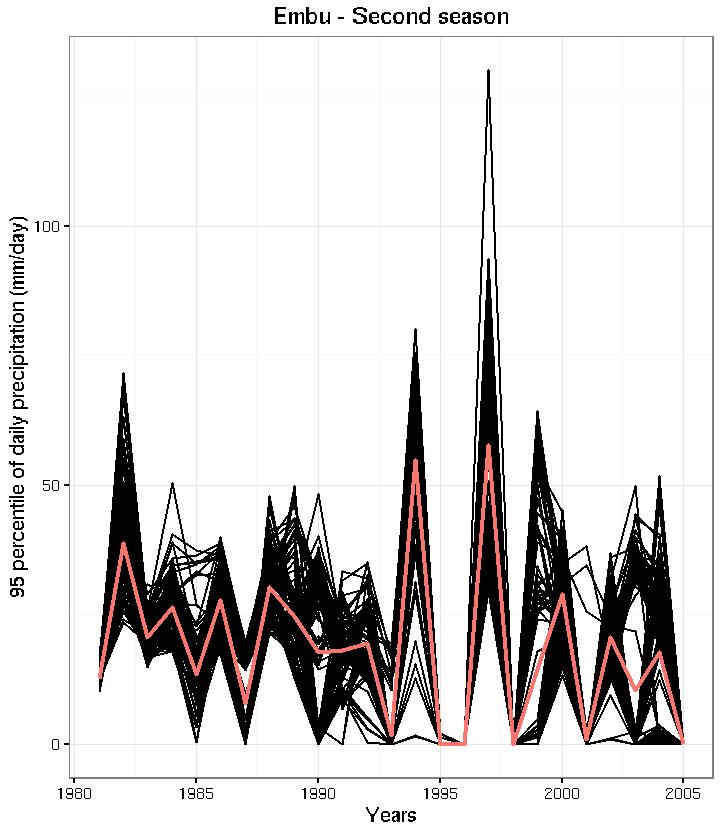 Embu - Second season
95 percentile of daily precipitation (mm/day)
100
50
0
1980 1985 1990 1995 2000 2005
Years